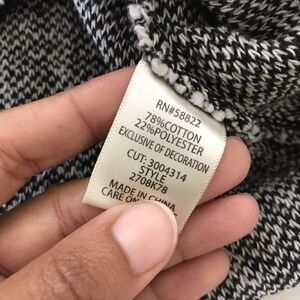 RN#58822
78%COTTON
22%POLYESTER
EXCLUSIVE OF DECORATION
CUT: 3004314
STYLE
2708K78
MADE IN CHINA
CARE ON